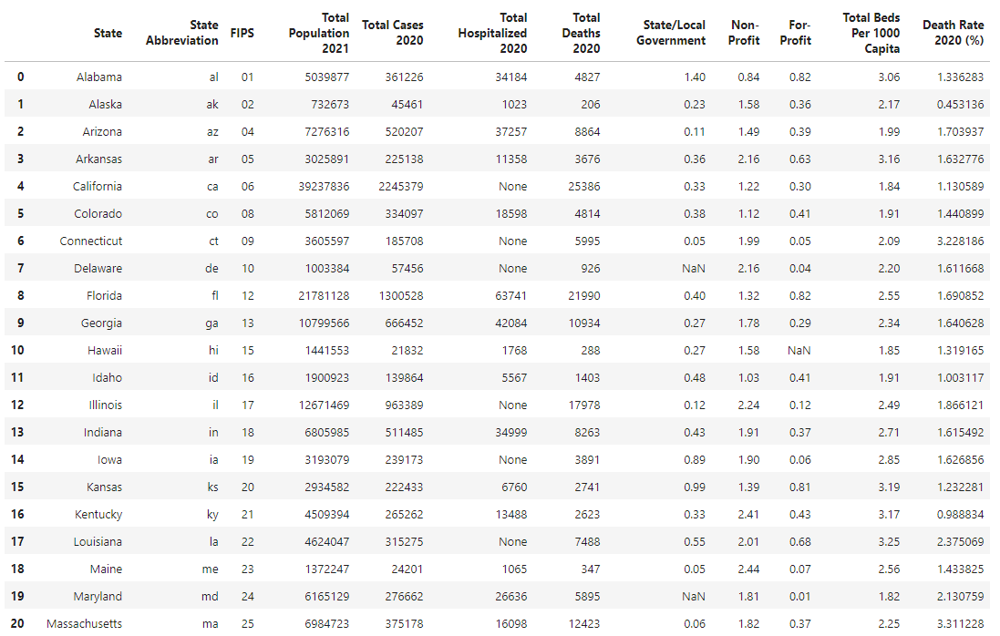 State State Abbreviation FIPS Total Population 2021 Total Cases 2020 Total Hospitalized 2020 Total Deaths 2020 State/Local Government Non-Profit For-Profit Total Beds Per 1000 Capita Death Rate 2020 (%)
0 Alabama al 01 5039877 361226 34184 4827 1.40 0.84 0.82 3.06 1.336283
1 Alaska ak 02 732673 45461 1023 206 0.23 1.58 0.36 2.17 0.453136
2 Arizona az 04 7276316 520207 37257 8864 0.11 1.49 0.39 1.99 1.703937
3 Arkansas ar 05 3025891 225138 11358 3676 0.36 2.16 0.63 3.16 1.632776
4 California ca 06 39237836 2245379 None 25386 0.33 1.22 0.30 1.84 1.130589
5 Colorado co 08 5812069 334097 18598 4814 0.38 1.12 0.41 1.91 1.440899
6 Connecticut ct 09 3605597 185708 None 5995 0.05 1.99 0.05 2.09 3.228186
7 Delaware de 10 1003384 57456 None 926 NaN 2.16 0.04 2.20 1.611668
8 Florida fl 12 21781128 1300528 63741 21990 0.40 1.32 0.82 2.55 1.690852
9 Georgia ga 13 10799566 666452 42084 10934 0.27 1.78 0.29 2.34 1.640628
10 Hawaii hi 15 1441553 21832 1768 288 0.27 1.58 NaN 1.85 1.319165
11 Idaho id 16 1900923 139864 5567 1403 0.48 1.03 0.41 1.91 1.003117
12 Illinois il 17 12671469 963389 None 17978 0.12 2.24 0.12 2.49 1.866121
13 Indiana in 18 6805985 511485 34999 8263 0.43 1.91 0.37 2.71 1.615492
14 Iowa ia 19 3193079 239173 None 3891 0.89 1.90 0.06 2.85 1.626856
15 Kansas ks 20 2934582 222433 6760 2741 0.99 1.39 0.81 3.19 1.232281
16 Kentucky ky 21 4509394 265262 13488 2623 0.33 2.41 0.43 3.17 0.988834
17 Louisiana la 22 4624047 315275 None 7488 0.55 2.01 0.68 3.25 2.375069
18 Maine me 23 1372247 24201 1065 347 0.05 2.44 0.07 2.56 1.433825
19 Maryland md 24 6165129 276662 26636 5895 NaN 1.81 0.01 1.82 2.130759
20 Massachusetts ma 25 6984723 375178 16098 12423 0.06 1.82 0.37 2.25 3.311228